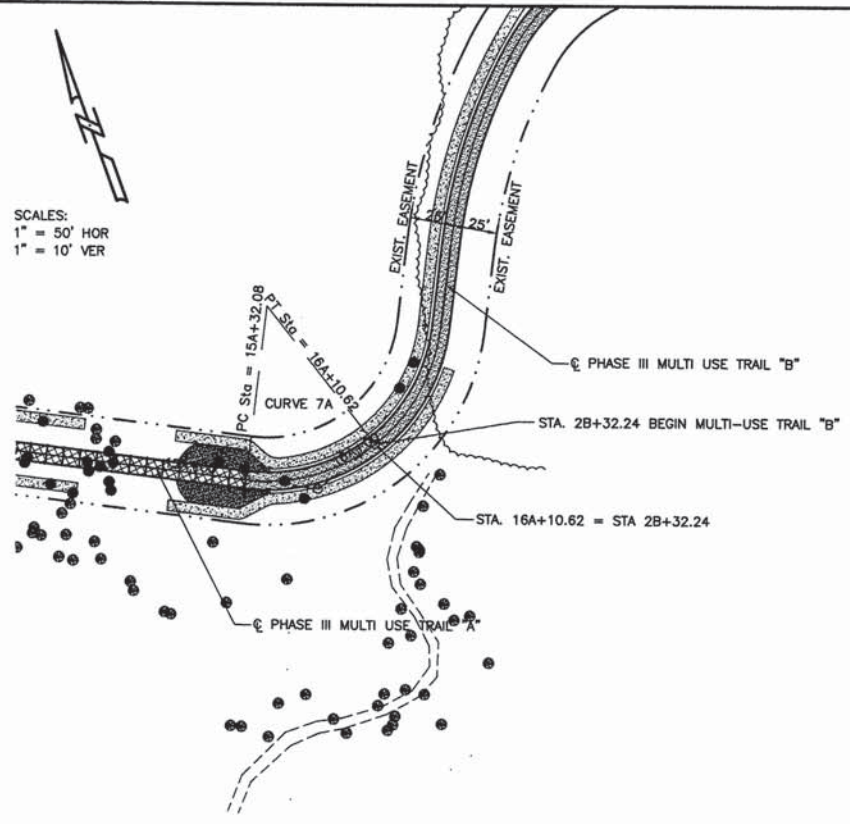 SCALES:
1" = 50' HOR
1" = 10' VER
EXIST. EASEMENT
25'
EXIST. EASEMENT
PC Sta = 15A+32.08
PT Sta = 16A+10.62
CURVE 7A
℄ PHASE III MULTI USE TRAIL "B"
STA. 2B+32.24 BEGIN MULTI-USE TRAIL "B"
STA. 16A+10.62 = STA 2B+32.24
℄ PHASE III MULTI USE TRAIL "A"